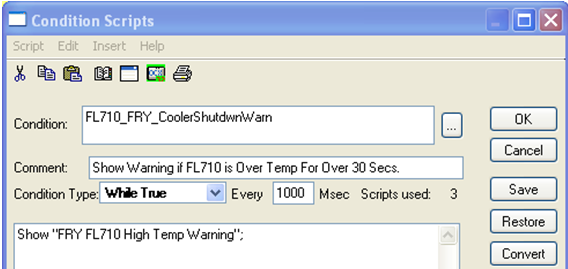 Condition Scripts
Script Edit Insert Help
Condition: FL710_FRY_CoolerShutdwnWarn ... OK
Cancel
Comment: Show Warning if FL710 is Over Temp For Over 30 Secs.
Condition Type: While True Every 1000 Msec Scripts used: 3 Save
Restore
Show "FRY FL710 High Temp Warning";
Convert